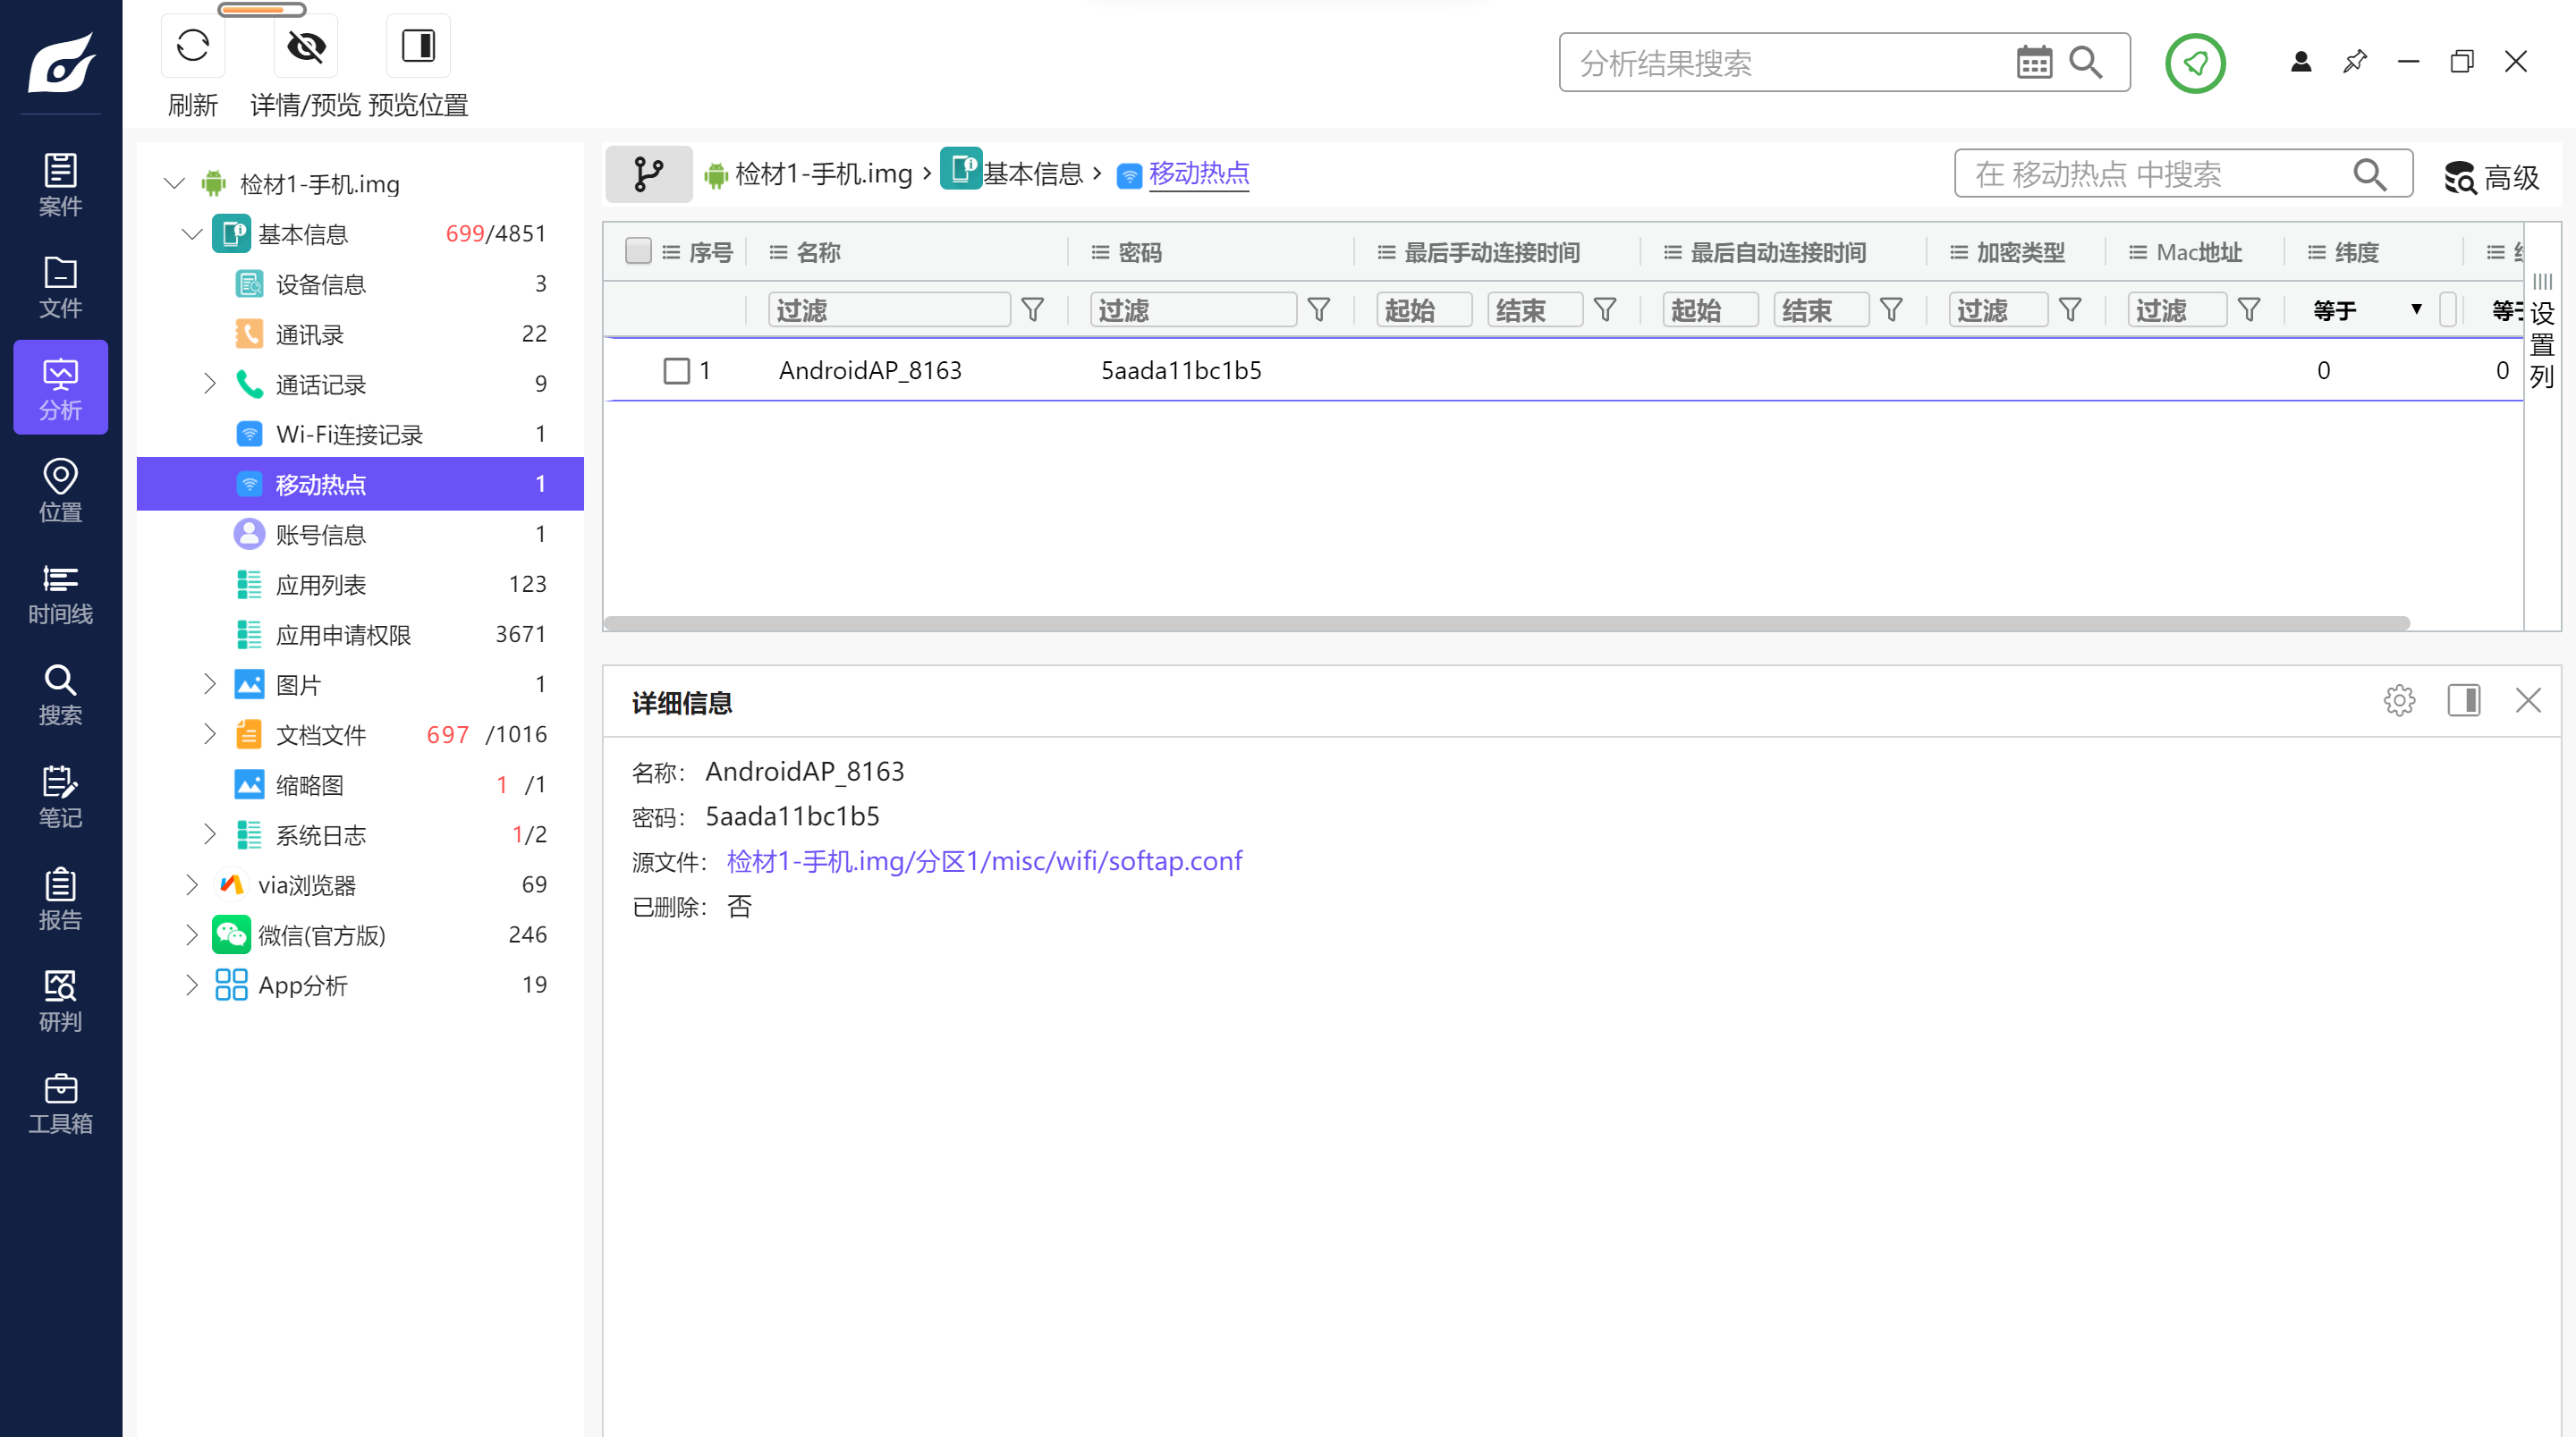 刷新 详情/预览 预览位置
分析结果搜索
案件
文件
分析
位置
时间线
搜索
笔记
报告
研判
工具箱
检材1-手机.img
基本信息 699/4851
设备信息 3
通讯录 22
通话记录 9
Wi-Fi连接记录 1
移动热点 1
账号信息 1
应用列表 123
应用申请权限 3671
图片 1
文档文件 697 /1016
缩略图 1 /1
系统日志 1/2
via浏览器 69
微信(官方版) 246
App分析 19
检材1-手机.img › 基本信息 › 移动热点
在 移动热点 中搜索
高级
序号 名称 密码 最后手动连接时间 最后自动连接时间 加密类型 Mac地址 纬度
过滤 过滤 起始 结束 起始 结束 过滤 过滤 等于 ▼
1 AndroidAP_8163 5aada11bc1b5 0 0
设置列
详细信息
名称： AndroidAP_8163
密码： 5aada11bc1b5
源文件： 检材1-手机.img/分区1/misc/wifi/softap.conf
已删除： 否